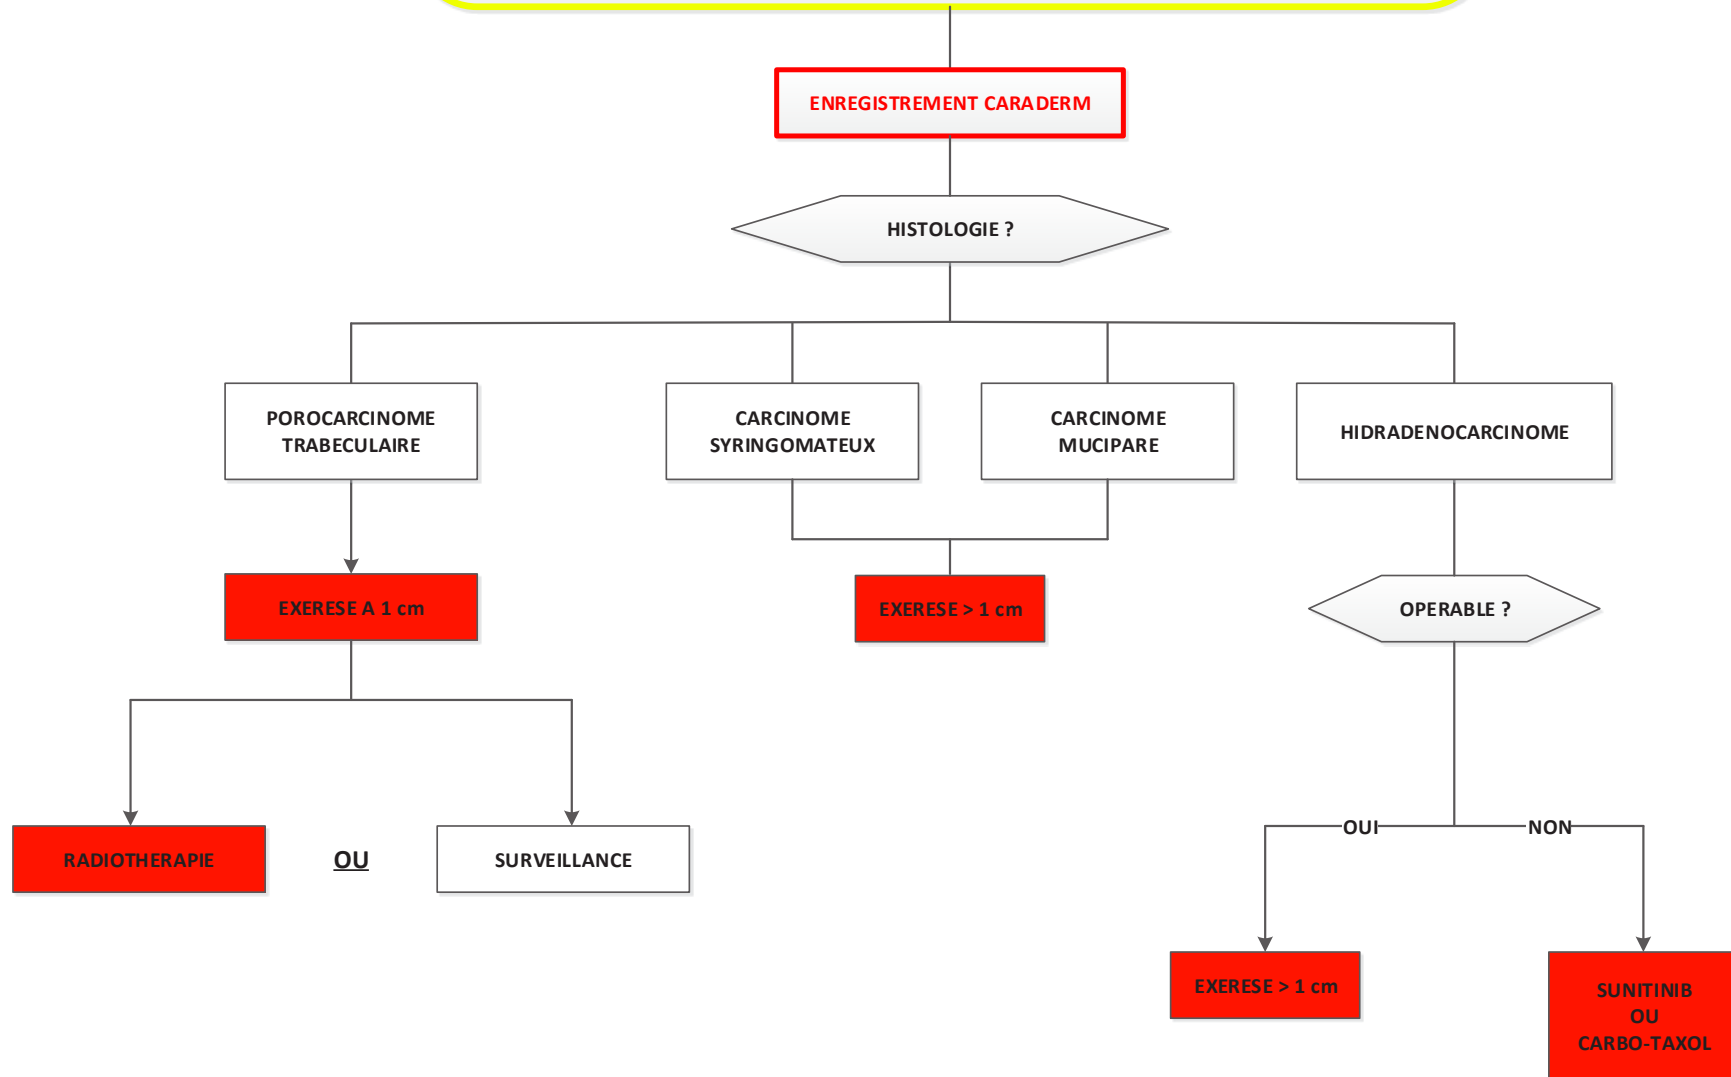 ENREGISTREMENT CARADERM
HISTOLOGIE ?
POROCARCINOME
TRABECULAIRE
CARCINOME
SYRINGOMATEUX
CARCINOME
MUCIPARE
HIDRADENOCARCINOME
EXERESE A 1 cm
EXERESE > 1 cm
OPERABLE ?
OUI
NON
RADIOTHERAPIE
OU
SURVEILLANCE
EXERESE > 1 cm
SUNITINIB
OU
CARBO-TAXOL